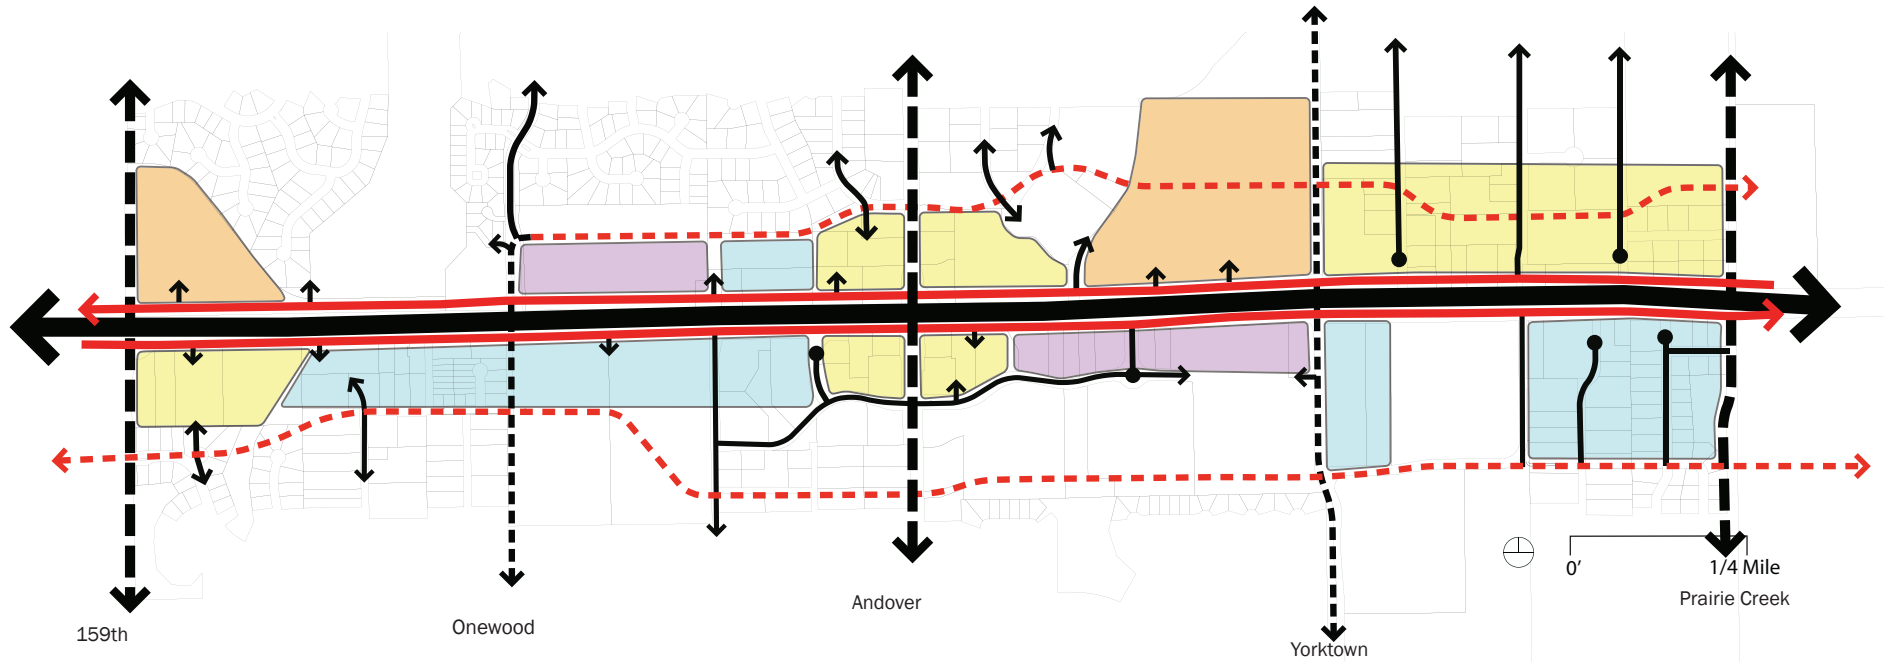 0’
1/4 Mile
Prairie Creek
Andover
Onewood
159th
Yorktown